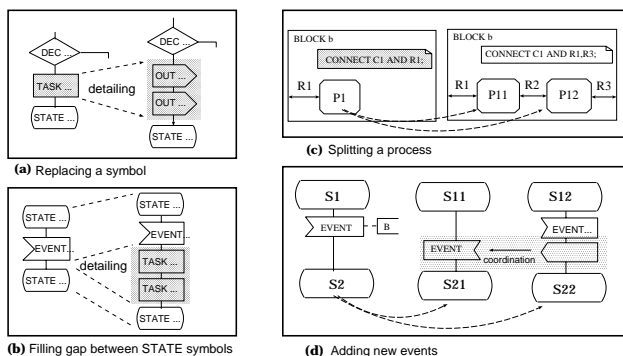 DEC ...
TASK ...
STATE ...
detailing
DEC ...
OUT ...
OUT ...
STATE ...
(a) Replacing a symbol
STATE ...
EVENT...
STATE ...
detailing
STATE ...
EVENT...
TASK ...
TASK ...
STATE ...
(b) Filling gap between STATE symbols
BLOCK b
CONNECT C1 AND R1;
R1
P1
BLOCK b
CONNECT C1 AND R1,R3;
R1
P11
R2
P12
R3
(c) Splitting a process
S1
EVENT
B
S2
S11
EVENT
S21
coordination
S12
EVENT...
S22
(d) Adding new events